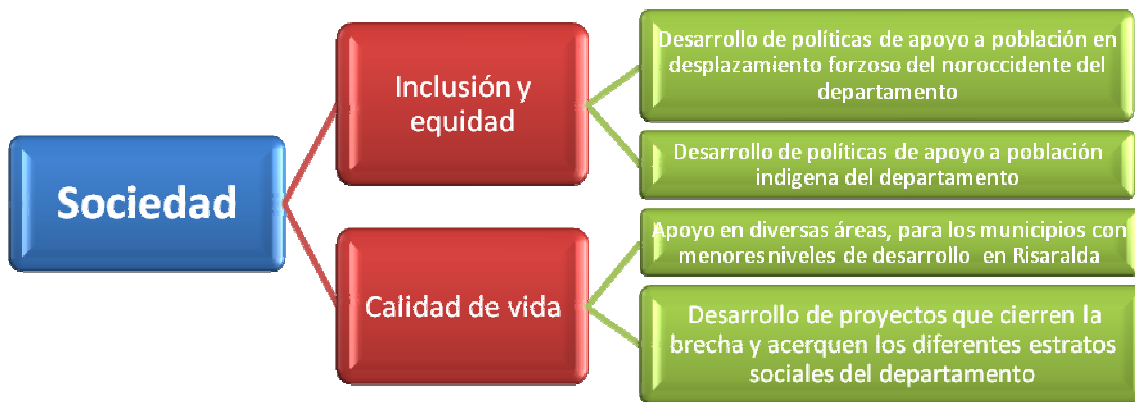 Sociedad
Inclusión y
equidad
Desarrollo de políticas de apoyo a población en
desplazamiento forzoso del noroccidente del
departamento
Desarrollo de políticas de apoyo a población
indigena del departamento
Calidad de vida
Apoyo en diversas áreas, para los municipios con
menores niveles de desarrollo en Risaralda
Desarrollo de proyectos que cierren la
brecha y acerquen los diferentes estratos
sociales del departamento